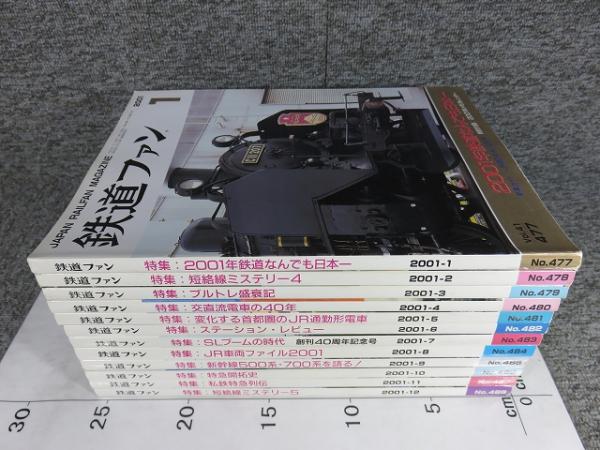 JAPAN RAILFAN MAGAZINE
鉄道ファン
2001
1
VOL.41
477
鉄道ファン 特集：2001年鉄道なんでも日本一 2001-1 No.477
鉄道ファン 特集：短絡線ミステリー4 2001-2 No.478
鉄道ファン 特集：ブルトレ盛衰記 2001-3 No.479
鉄道ファン 特集：交直流電車の40年 2001-4 No.480
鉄道ファン 特集：変化する首都圏のJR通勤形電車 2001-5 No.481
鉄道ファン 特集：ステーション・レビュー 2001-6 No.482
鉄道ファン 特集：SLブームの時代 創刊40周年記念号 2001-7 No.483
鉄道ファン 特集：JR車両ファイル2001 2001-8 No.484
鉄道ファン 特集：新幹線500系・700系を語る！ 2001-9 No.485
鉄道ファン 特集：特急開拓史 2001-10
鉄道ファン 特集：私鉄特急列伝 2001-11
鉄道ファン 特集：短絡線ミステリー5 2001-12 No.488
30 25 20 15 10 5 0 cm